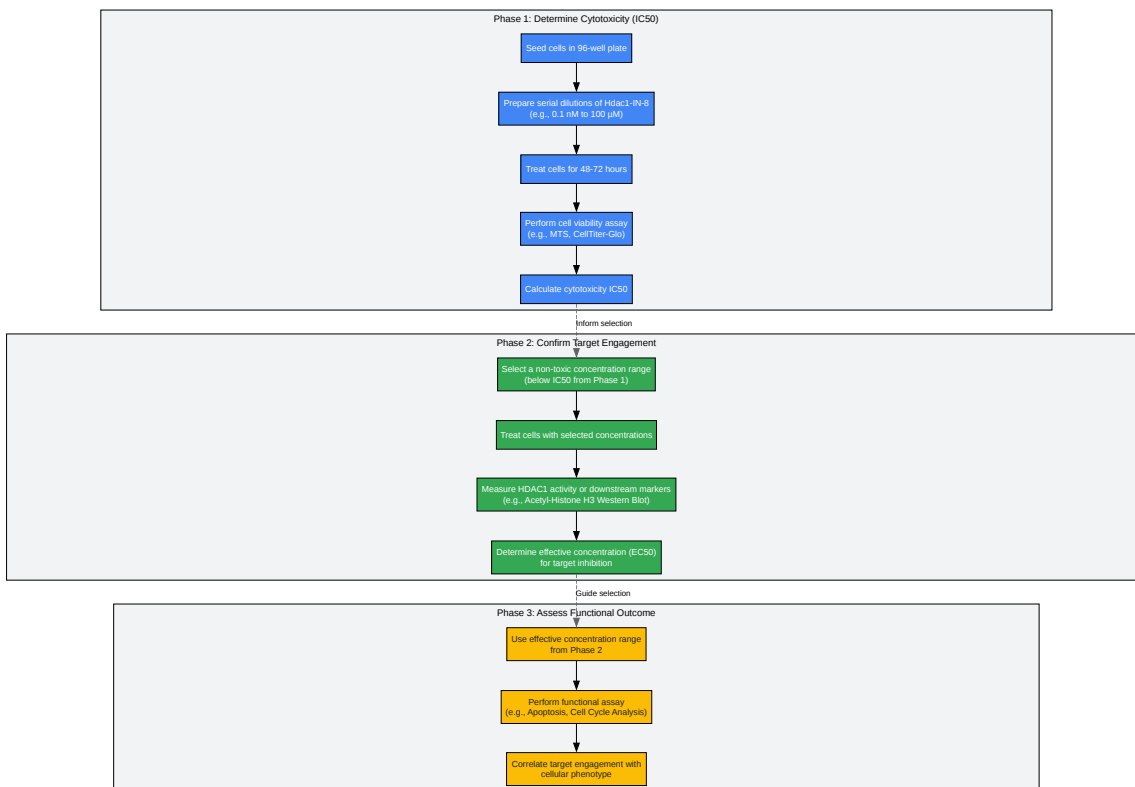 Phase 1: Determine Cytotoxicity (IC50)
Seed cells in 96-well plate
Prepare serial dilutions of Hdac1-IN-8
(e.g., 0.1 nM to 100 µM)
Treat cells for 48-72 hours
Perform cell viability assay
(e.g., MTS, CellTiter-Glo)
Calculate cytotoxicity IC50
Inform selection
Phase 2: Confirm Target Engagement
Select a non-toxic concentration range
(below IC50 from Phase 1)
Treat cells with selected concentrations
Measure HDAC1 activity or downstream markers
(e.g., Acetyl-Histone H3 Western Blot)
Determine effective concentration (EC50)
for target inhibition
Guide selection
Phase 3: Assess Functional Outcome
Use effective concentration range
from Phase 2
Perform functional assay
(e.g., Apoptosis, Cell Cycle Analysis)
Correlate target engagement with
cellular phenotype